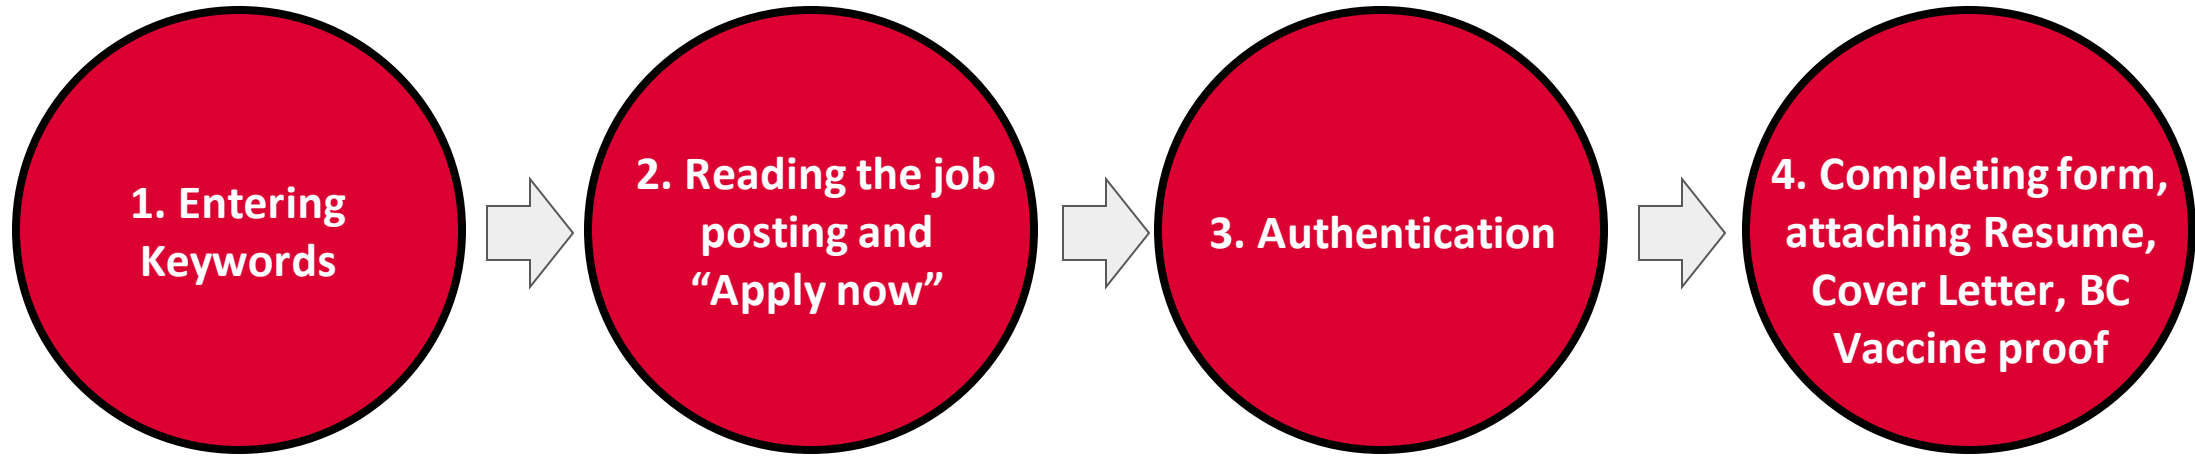 1. Entering
Keywords
2. Reading the job
posting and
“Apply now”
3. Authentication
4. Completing form,
attaching Resume,
Cover Letter, BC
Vaccine proof